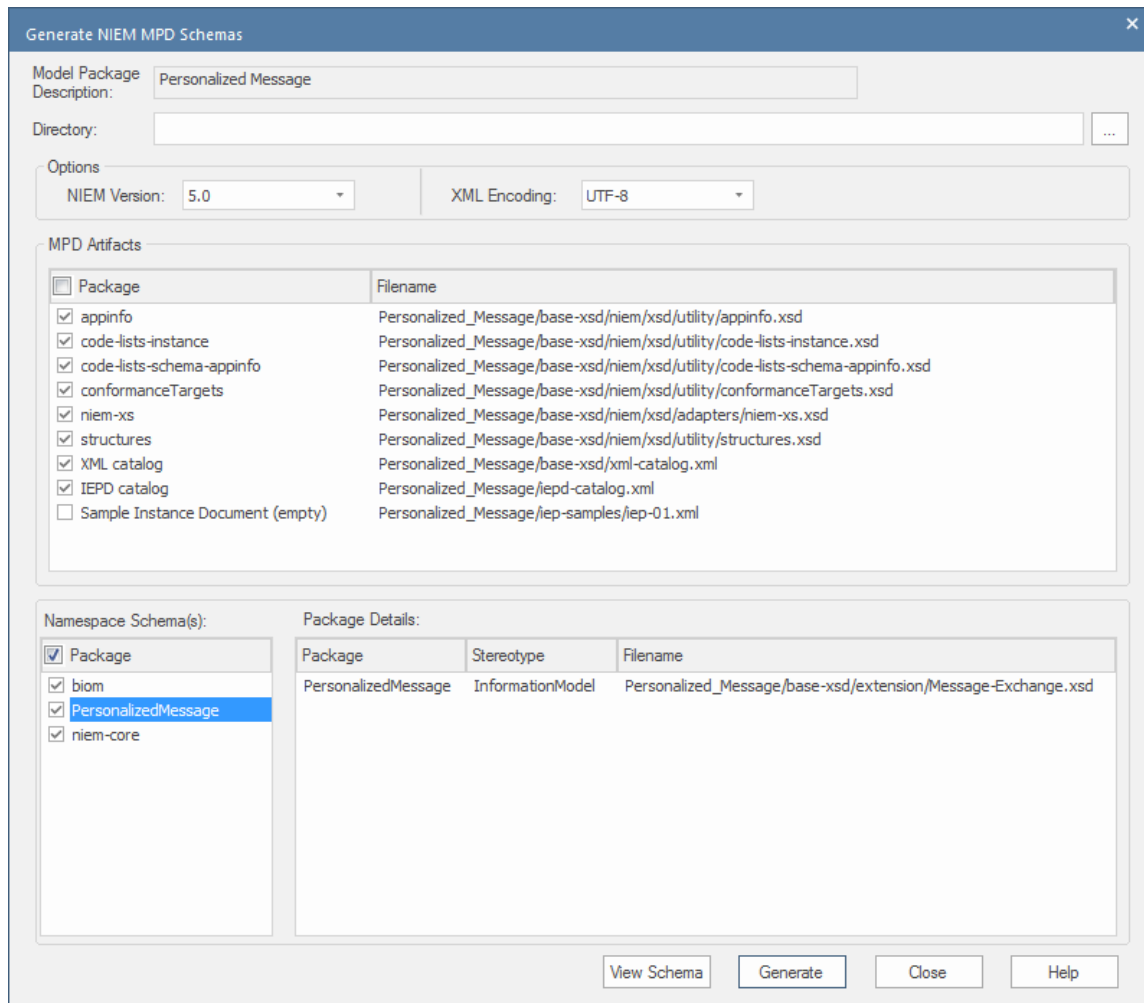 Generate NIEM MPD Schemas
Model Package
Description:
Personalized Message
Directory:
...
Options
NIEM Version: 5.0 XML Encoding: UTF-8
MPD Artifacts
Package Filename
appinfo Personalized_Message/base-xsd/niem/xsd/utility/appinfo.xsd
code-lists-instance Personalized_Message/base-xsd/niem/xsd/utility/code-lists-instance.xsd
code-lists-schema-appinfo Personalized_Message/base-xsd/niem/xsd/utility/code-lists-schema-appinfo.xsd
conformanceTargets Personalized_Message/base-xsd/niem/xsd/utility/conformanceTargets.xsd
niem-xs Personalized_Message/base-xsd/niem/xsd/adapters/niem-xs.xsd
structures Personalized_Message/base-xsd/niem/xsd/utility/structures.xsd
XML catalog Personalized_Message/base-xsd/xml-catalog.xml
IEPD catalog Personalized_Message/iepd-catalog.xml
Sample Instance Document (empty) Personalized_Message/iep-samples/iep-01.xml
Namespace Schema(s):
Package
biom
PersonalizedMessage
niem-core
Package Details:
Package Stereotype Filename
PersonalizedMessage InformationModel Personalized_Message/base-xsd/extension/Message-Exchange.xsd
View Schema Generate Close Help